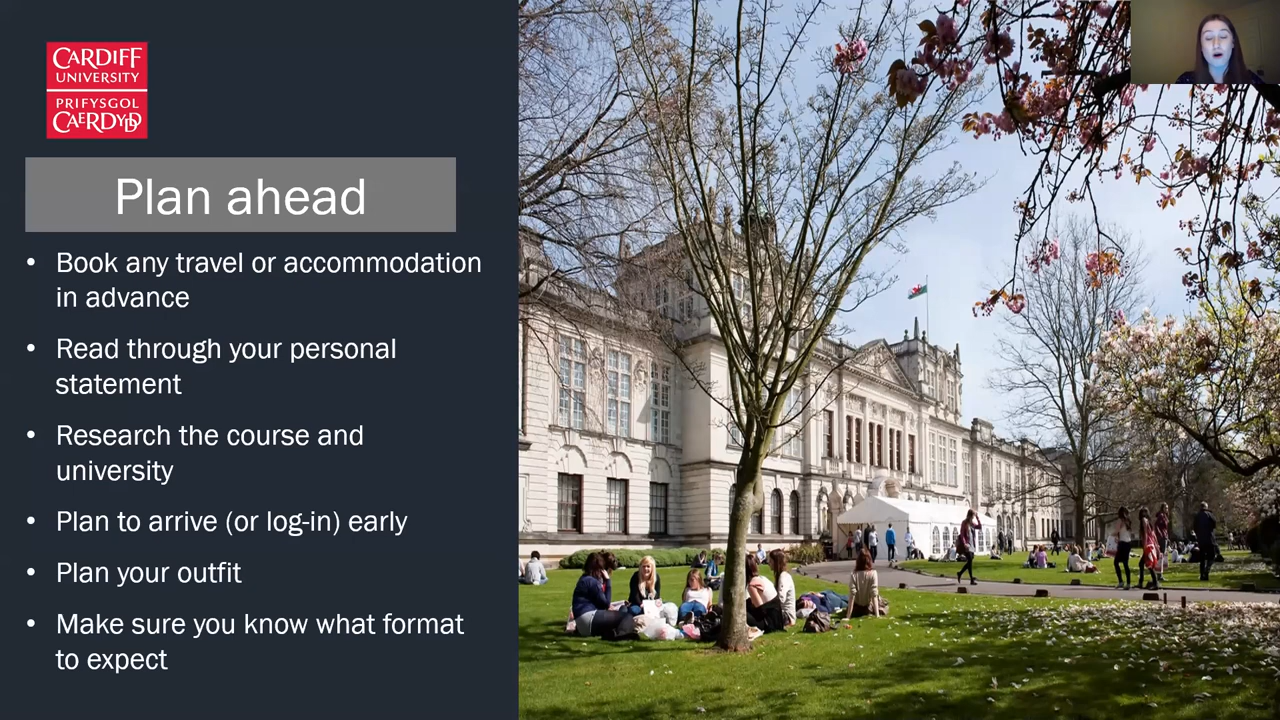 CARDIFF
UNIVERSITY
PRIFYSGOL
CAERDYDD
Plan ahead
• Book any travel or accommodation
in advance
• Read through your personal
statement
• Research the course and
university
• Plan to arrive (or log-in) early
• Plan your outfit
• Make sure you know what format
to expect